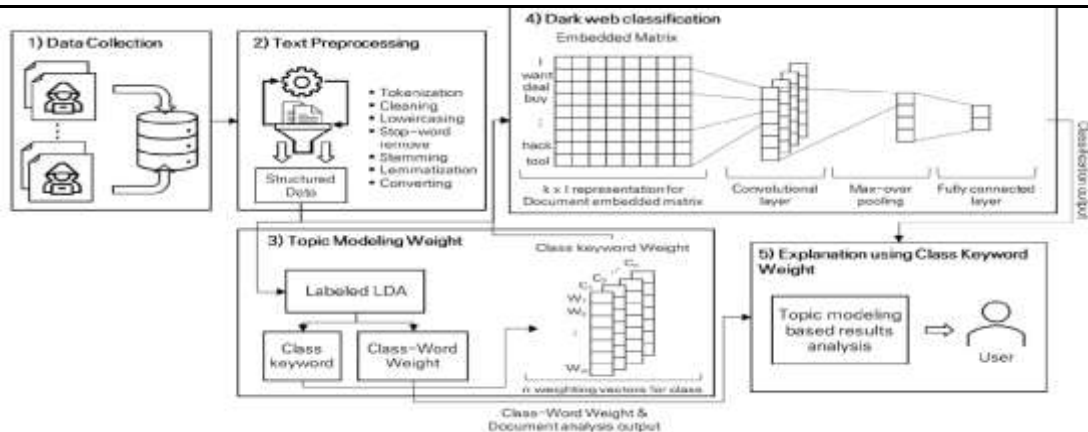 1) Data Collection
2) Text Preprocessing
• Tokenization
• Cleaning
• Lowercasing
• Stop-word
remove
• Stemming
• Lemmatization
• Converting
Structured
Data
4) Dark web classification
Embedded Matrix
I
want
deal
buy
⋮
hack
tool
k x l representation for
Document embedded matrix
Convolutional
layer
Max-over
pooling
Fully connected
layer
Classification output
3) Topic Modeling Weight
Labeled LDA
Class
keyword
Class-Word
Weight
Class keyword Weight
n weighting vectors for class
Class-Word Weight &
Document analysis output
5) Explanation using Class Keyword
Weight
Topic modeling
based results
analysis
User